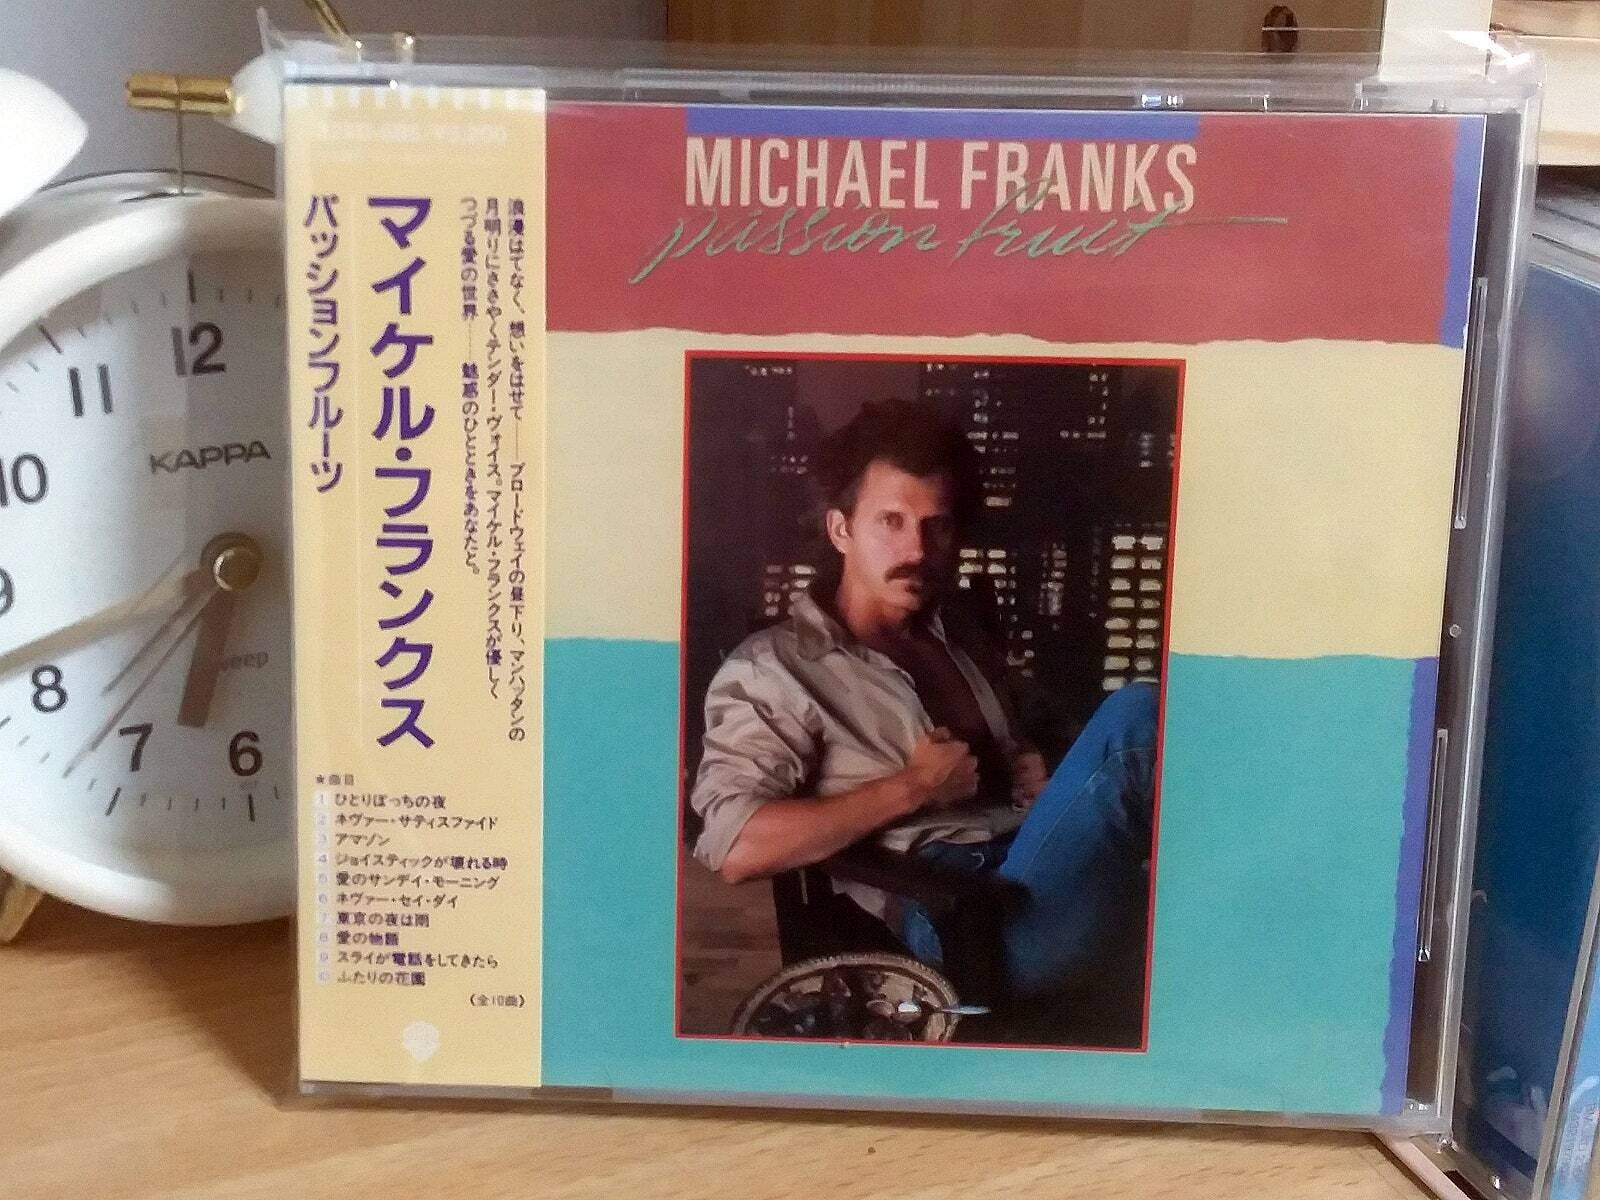 12
11
10
9
8
7
6
KAPPA
マイケル・フランクス
パッションフルーツ
浪漫はてなく、想いをはせて——ブロードウェイの昼下り、マンハッタンの
月明りにささやくテンダー・ヴォイス。マイケル・フランクスが優しく
つづる愛の世界……魅惑のひとときをあなたと。
★曲目
1 ひとりぼっちの夜
2 ネヴァー・サティスファイド
3 アマゾン
4 ジョイスティックが壊れる時
5 愛のサンデイ・モーニング
6 ネヴァー・セイ・ダイ
7 東京の夜は雨
8 愛の物語
9 スライが電話をしてきたら
10 ふたりの花園
(全10曲)
MICHAEL FRANKS
passion fruit